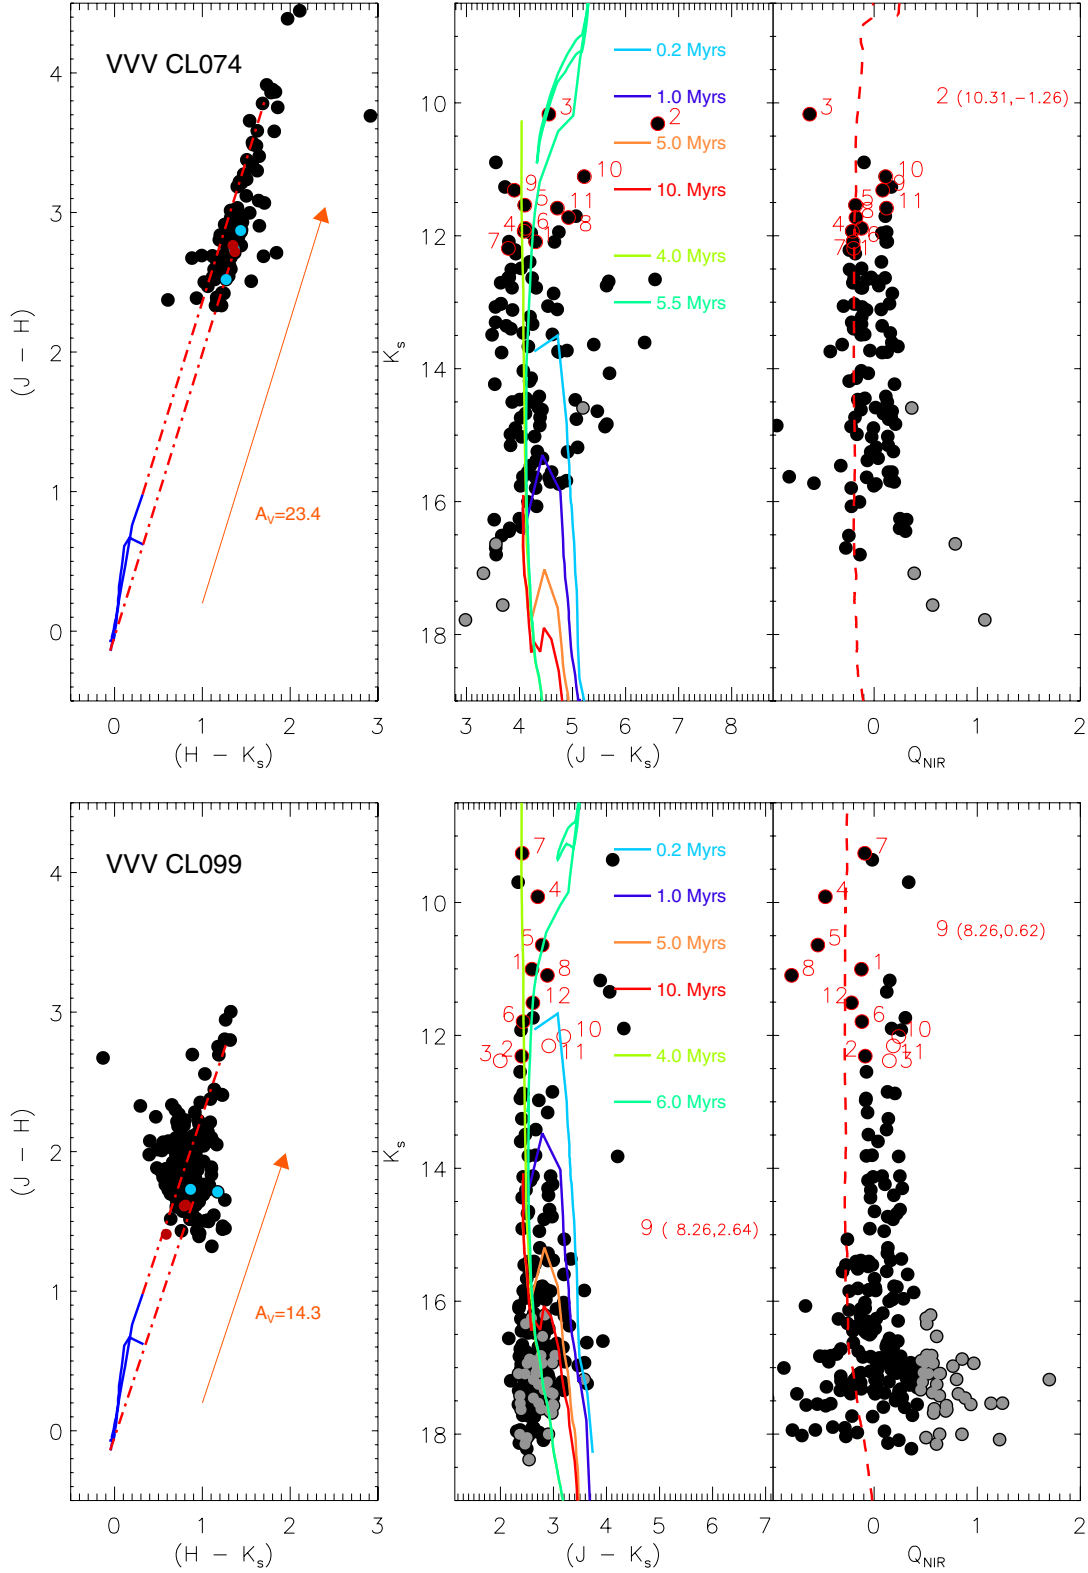 VVV CL074
A_V=23.4
(J − H)
4
3
2
1
0
0 1 2 3
(H − K_s)
0.2 Myrs
1.0 Myrs
5.0 Myrs
10. Myrs
4.0 Myrs
5.5 Myrs
3
2
10
9
5
11
4
6
8
7
1
K_s
10
12
14
16
18
3 4 5 6 7 8
(J − K_s)
2 (10.31,−1.26)
3
10
9
5
11
8
4
6
7
1
0 1 2
Q_NIR
VVV CL099
A_V=14.3
(J − H)
4
3
2
1
0
0 1 2 3
(H − K_s)
0.2 Myrs
1.0 Myrs
5.0 Myrs
10. Myrs
4.0 Myrs
6.0 Myrs
7
4
5
1
8
12
6
10
3
2
11
9 ( 8.26,2.64)
K_s
10
12
14
16
18
2 3 4 5 6 7
(J − K_s)
9 (8.26,0.62)
7
4
5
8
1
12
6
10
2
11
3
0 1 2
Q_NIR